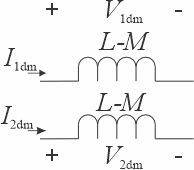 + V1dm -
L-M
I1dm
L-M
I2dm
+ V2dm -